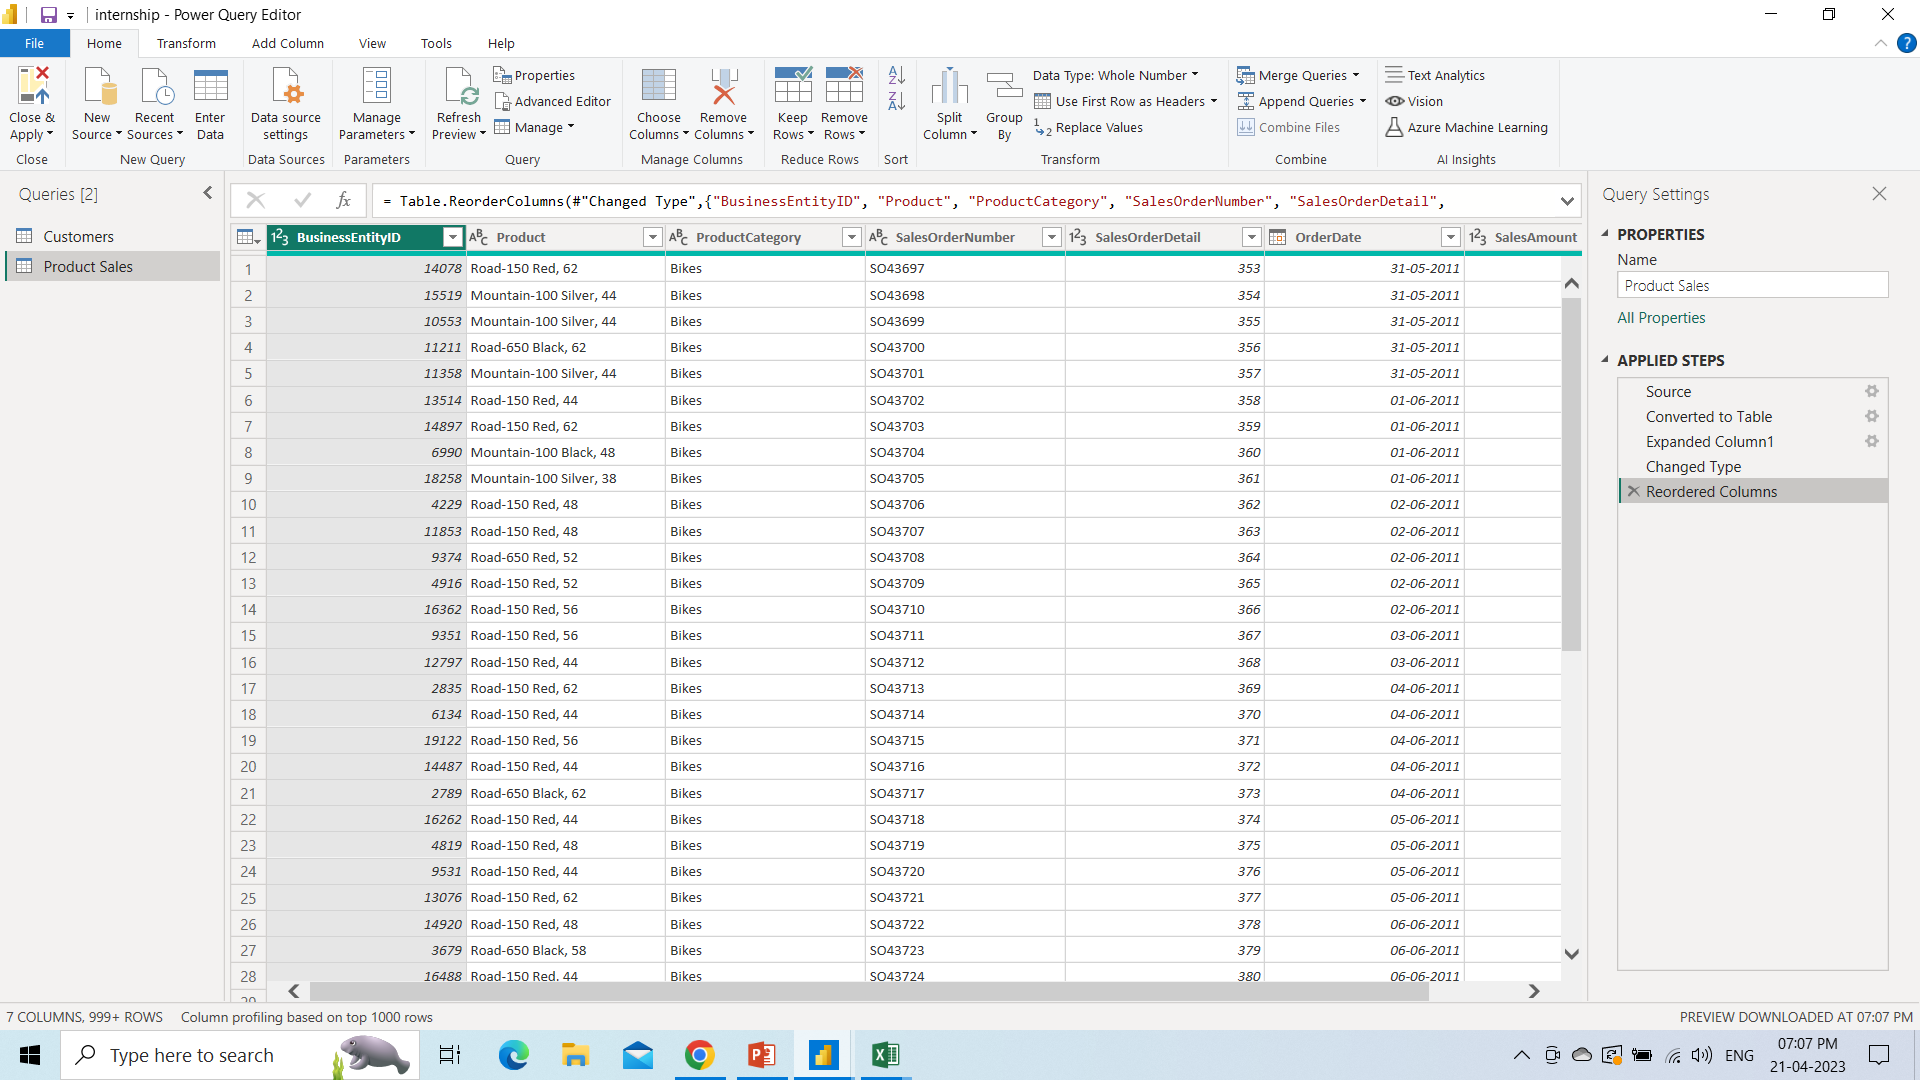 internship - Power Query Editor
File Home Transform Add Column View Tools Help
Close & Apply
Close
New Source
Recent Sources
Enter Data
New Query
Data source settings
Data Sources
Manage Parameters
Parameters
Refresh Preview
Properties
Advanced Editor
Manage
Query
Choose Columns
Remove Columns
Manage Columns
Keep Rows
Remove Rows
Reduce Rows
Sort
Split Column
Group By
Data Type: Whole Number
Use First Row as Headers
Replace Values
Transform
Merge Queries
Append Queries
Combine Files
Combine
Text Analytics
Vision
Azure Machine Learning
AI Insights
Queries [2]
Customers
Product Sales
= Table.ReorderColumns(#"Changed Type",{"BusinessEntityID", "Product", "ProductCategory", "SalesOrderNumber", "SalesOrderDetail",
BusinessEntityID Product ProductCategory SalesOrderNumber SalesOrderDetail OrderDate SalesAmount
1 14078 Road-150 Red, 62 Bikes SO43697 353 31-05-2011
2 15519 Mountain-100 Silver, 44 Bikes SO43698 354 31-05-2011
3 10553 Mountain-100 Silver, 44 Bikes SO43699 355 31-05-2011
4 11211 Road-650 Black, 62 Bikes SO43700 356 31-05-2011
5 11358 Mountain-100 Silver, 44 Bikes SO43701 357 31-05-2011
6 13514 Road-150 Red, 44 Bikes SO43702 358 01-06-2011
7 14897 Road-150 Red, 62 Bikes SO43703 359 01-06-2011
8 6990 Mountain-100 Black, 48 Bikes SO43704 360 01-06-2011
9 18258 Mountain-100 Silver, 38 Bikes SO43705 361 01-06-2011
10 4229 Road-150 Red, 48 Bikes SO43706 362 02-06-2011
11 11853 Road-150 Red, 48 Bikes SO43707 363 02-06-2011
12 9374 Road-650 Red, 52 Bikes SO43708 364 02-06-2011
13 4916 Road-150 Red, 52 Bikes SO43709 365 02-06-2011
14 16362 Road-150 Red, 56 Bikes SO43710 366 02-06-2011
15 9351 Road-150 Red, 56 Bikes SO43711 367 03-06-2011
16 12797 Road-150 Red, 44 Bikes SO43712 368 03-06-2011
17 2835 Road-150 Red, 62 Bikes SO43713 369 04-06-2011
18 6134 Road-150 Red, 44 Bikes SO43714 370 04-06-2011
19 19122 Road-150 Red, 56 Bikes SO43715 371 04-06-2011
20 14487 Road-150 Red, 44 Bikes SO43716 372 04-06-2011
21 2789 Road-650 Black, 62 Bikes SO43717 373 04-06-2011
22 16262 Road-150 Red, 44 Bikes SO43718 374 05-06-2011
23 4819 Road-150 Red, 48 Bikes SO43719 375 05-06-2011
24 9531 Road-150 Red, 44 Bikes SO43720 376 05-06-2011
25 13076 Road-150 Red, 62 Bikes SO43721 377 05-06-2011
26 14920 Road-150 Red, 48 Bikes SO43722 378 06-06-2011
27 3679 Road-650 Black, 58 Bikes SO43723 379 06-06-2011
28 16488 Road-150 Red, 44 Bikes SO43724 380 06-06-2011
29
Query Settings
PROPERTIES
Name
Product Sales
All Properties
APPLIED STEPS
Source
Converted to Table
Expanded Column1
Changed Type
Reordered Columns
7 COLUMNS, 999+ ROWS Column profiling based on top 1000 rows
PREVIEW DOWNLOADED AT 07:07 PM
Type here to search
ENG
07:07 PM
21-04-2023